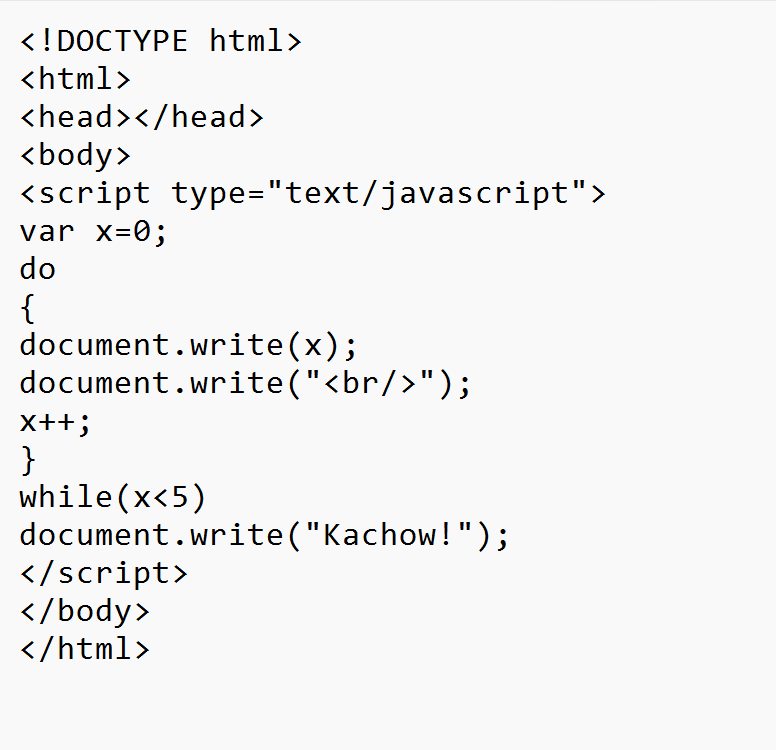 <!DOCTYPE html>
<html>
<head></head>
<body>
<script type="text/javascript">
var x=0;
do
{
document.write(x);
document.write("<br/>");
x++;
}
while(x<5)
document.write("Kachow!");
</script>
</body>
</html>